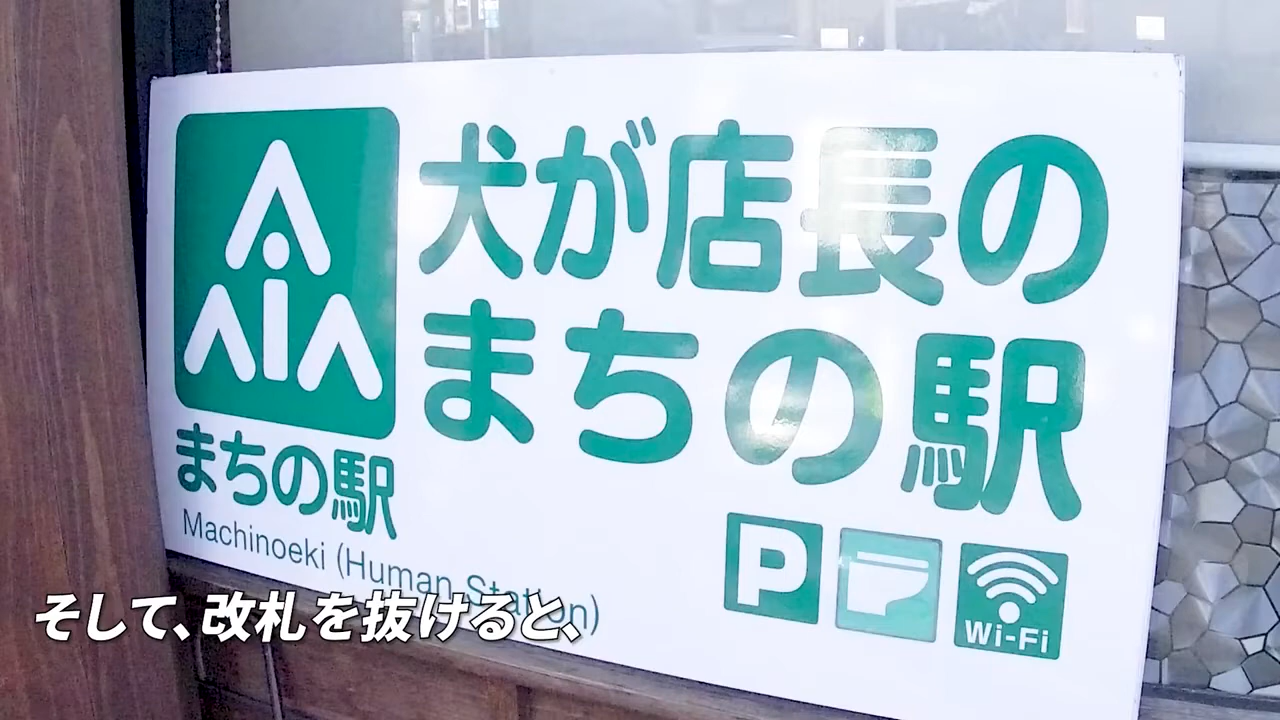 犬が店長の
まちの駅
まちの駅
Machinoeki (Human Station)
P
Wi-Fi
そして、改札を抜けると、